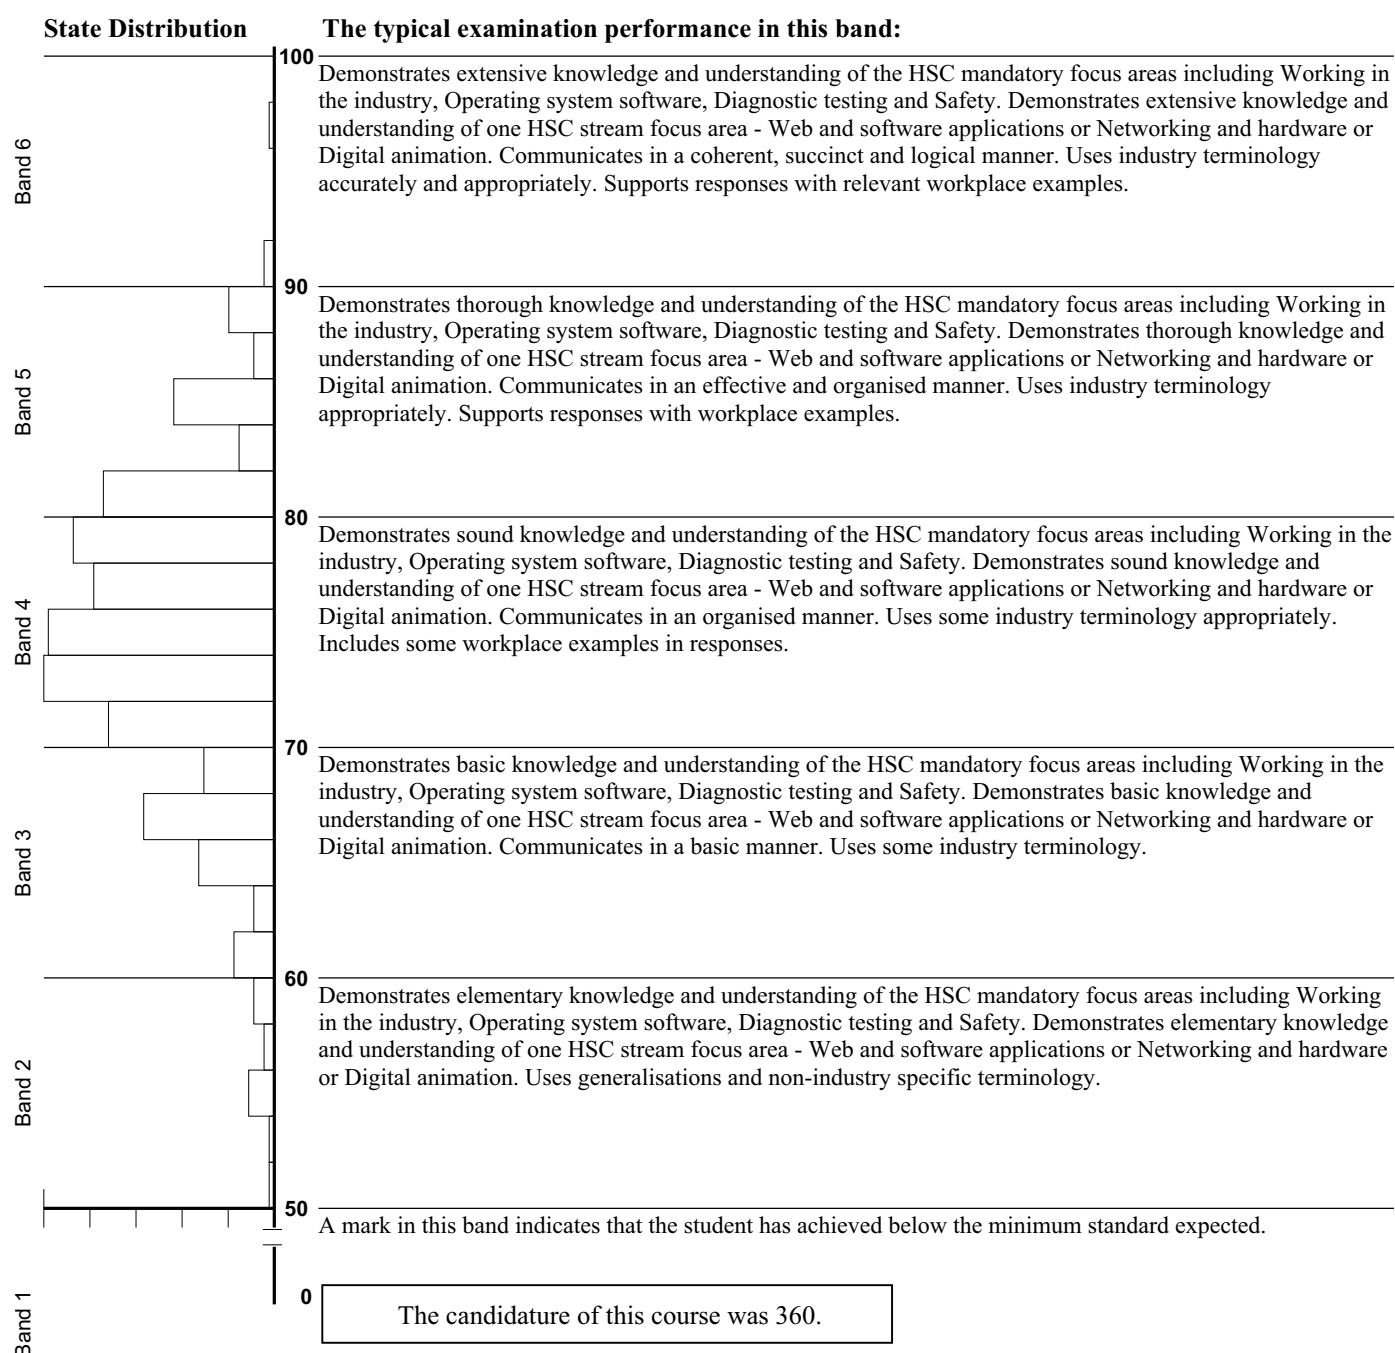 State Distribution
The typical examination performance in this band:
100
Band 6
Demonstrates extensive knowledge and understanding of the HSC mandatory focus areas including Working in
the industry, Operating system software, Diagnostic testing and Safety. Demonstrates extensive knowledge and
understanding of one HSC stream focus area - Web and software applications or Networking and hardware or
Digital animation. Communicates in a coherent, succinct and logical manner. Uses industry terminology
accurately and appropriately. Supports responses with relevant workplace examples.
90
Band 5
Demonstrates thorough knowledge and understanding of the HSC mandatory focus areas including Working in
the industry, Operating system software, Diagnostic testing and Safety. Demonstrates thorough knowledge and
understanding of one HSC stream focus area - Web and software applications or Networking and hardware or
Digital animation. Communicates in an effective and organised manner. Uses industry terminology
appropriately. Supports responses with workplace examples.
80
Band 4
Demonstrates sound knowledge and understanding of the HSC mandatory focus areas including Working in the
industry, Operating system software, Diagnostic testing and Safety. Demonstrates sound knowledge and
understanding of one HSC stream focus area - Web and software applications or Networking and hardware or
Digital animation. Communicates in an organised manner. Uses some industry terminology appropriately.
Includes some workplace examples in responses.
70
Band 3
Demonstrates basic knowledge and understanding of the HSC mandatory focus areas including Working in the
industry, Operating system software, Diagnostic testing and Safety. Demonstrates basic knowledge and
understanding of one HSC stream focus area - Web and software applications or Networking and hardware or
Digital animation. Communicates in a basic manner. Uses some industry terminology.
60
Band 2
Demonstrates elementary knowledge and understanding of the HSC mandatory focus areas including Working
in the industry, Operating system software, Diagnostic testing and Safety. Demonstrates elementary knowledge
and understanding of one HSC stream focus area - Web and software applications or Networking and hardware
or Digital animation. Uses generalisations and non-industry specific terminology.
50
A mark in this band indicates that the student has achieved below the minimum standard expected.
Band 1
0
The candidature of this course was 360.